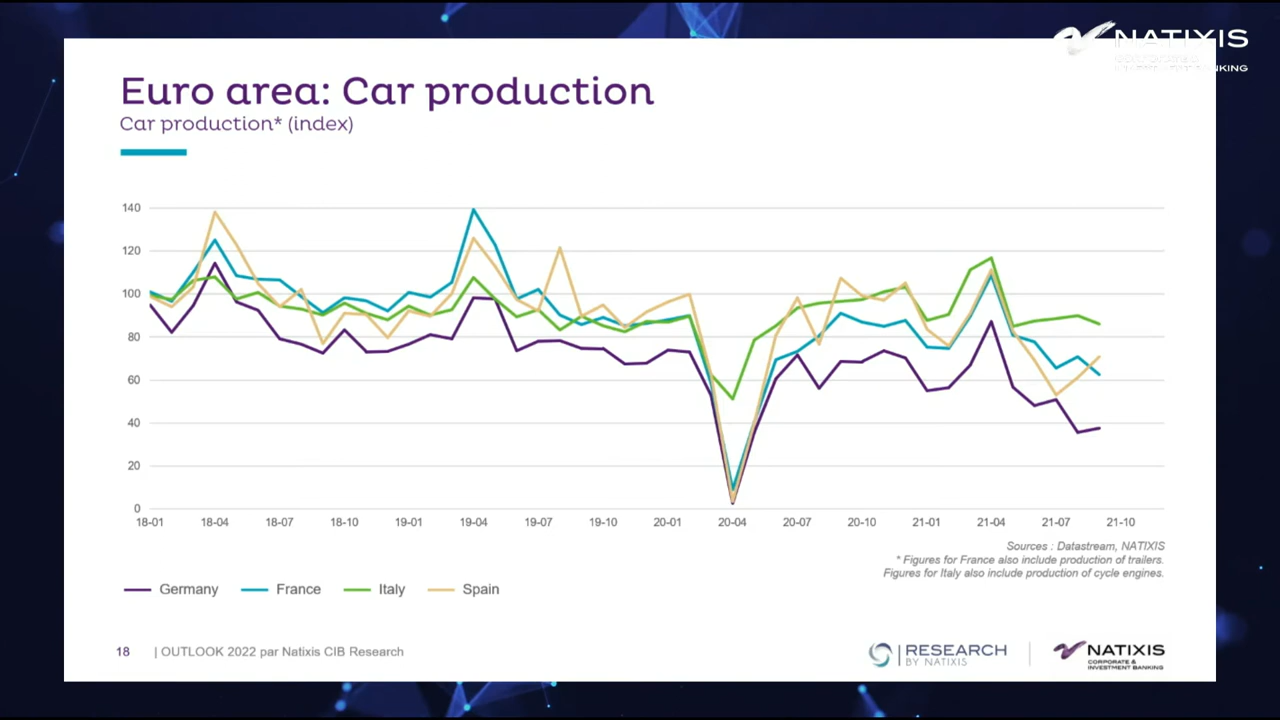 NATIXIS
CORPORATE &
INVESTMENT BANKING
Euro area: Car production
Car production* (index)
140
120
100
80
60
40
20
0
18-01 18-04 18-07 18-10 19-01 19-04 19-07 19-10 20-01 20-04 20-07 20-10 21-01 21-04 21-07 21-10
Sources : Datastream, NATIXIS
* Figures for France also include production of trailers.
Figures for Italy also include production of cycle engines.
Germany France Italy Spain
18 | OUTLOOK 2022 par Natixis CIB Research
RESEARCH
BY NATIXIS
NATIXIS
CORPORATE &
INVESTMENT BANKING